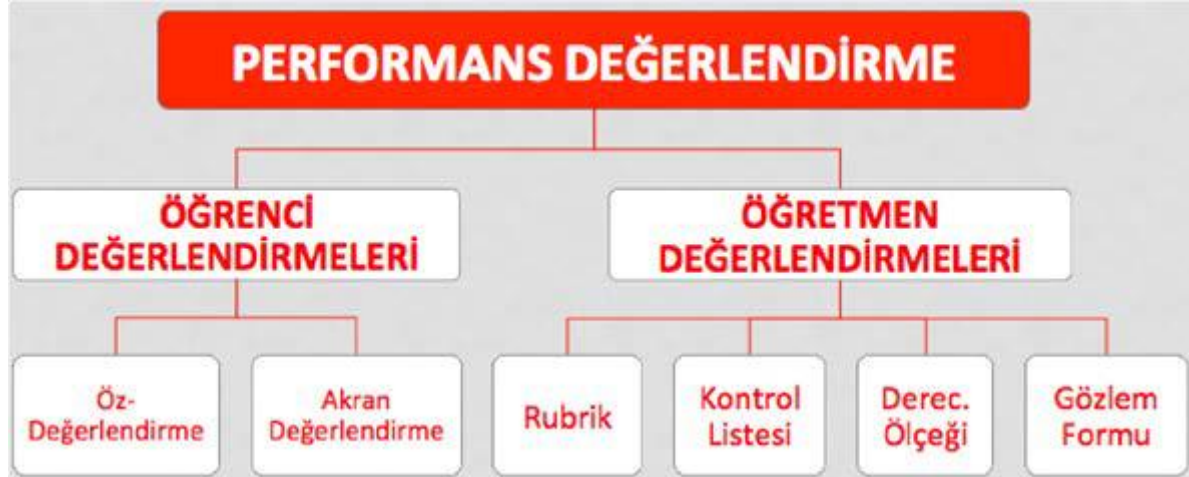 PERFORMANS DEĞERLENDİRME
ÖĞRENCİ
DEĞERLENDİRMELERİ
ÖĞRETMEN
DEĞERLENDİRMELERİ
Öz-
Değerlendirme
Akran
Değerlendirme
Rubrik
Kontrol
Listesi
Derec.
Ölçeği
Gözlem
Formu